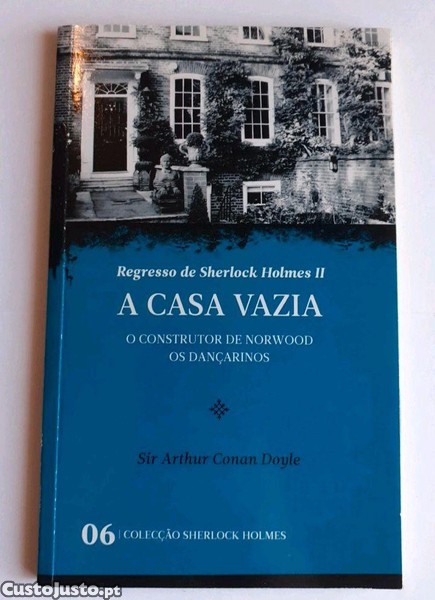 Regresso de Sherlock Holmes II
A CASA VAZIA
O CONSTRUTOR DE NORWOOD
OS DANÇARINOS
Sir Arthur Conan Doyle
06 | COLECÇÃO SHERLOCK HOLMES
Custojusto.pt